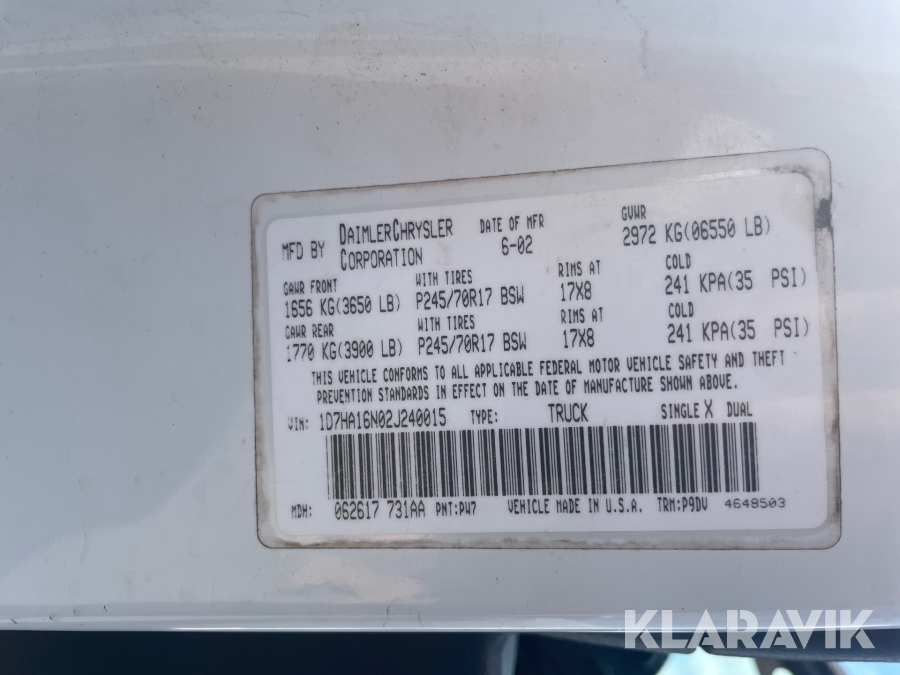 MFD BY DAIMLERCHRYSLER CORPORATION DATE OF MFR 6-02 GVWR 2972 KG(06550 LB)
GAWR FRONT WITH TIRES RIMS AT COLD
1656 KG(3650 LB) P245/70R17 BSW 17X8 241 KPA(35 PSI)
GAWR REAR WITH TIRES RIMS AT COLD
1770 KG(3900 LB) P245/70R17 BSW 17X8 241 KPA(35 PSI)
THIS VEHICLE CONFORMS TO ALL APPLICABLE FEDERAL MOTOR VEHICLE SAFETY AND THEFT
PREVENTION STANDARDS IN EFFECT ON THE DATE OF MANUFACTURE SHOWN ABOVE.
VIN: 1D7HA16N02J240015 TYPE: TRUCK SINGLE X DUAL
MDH: 062617 731AA PNT:PW7 VEHICLE MADE IN U.S.A. TRM:P9DV 4648503
KLARAVIK